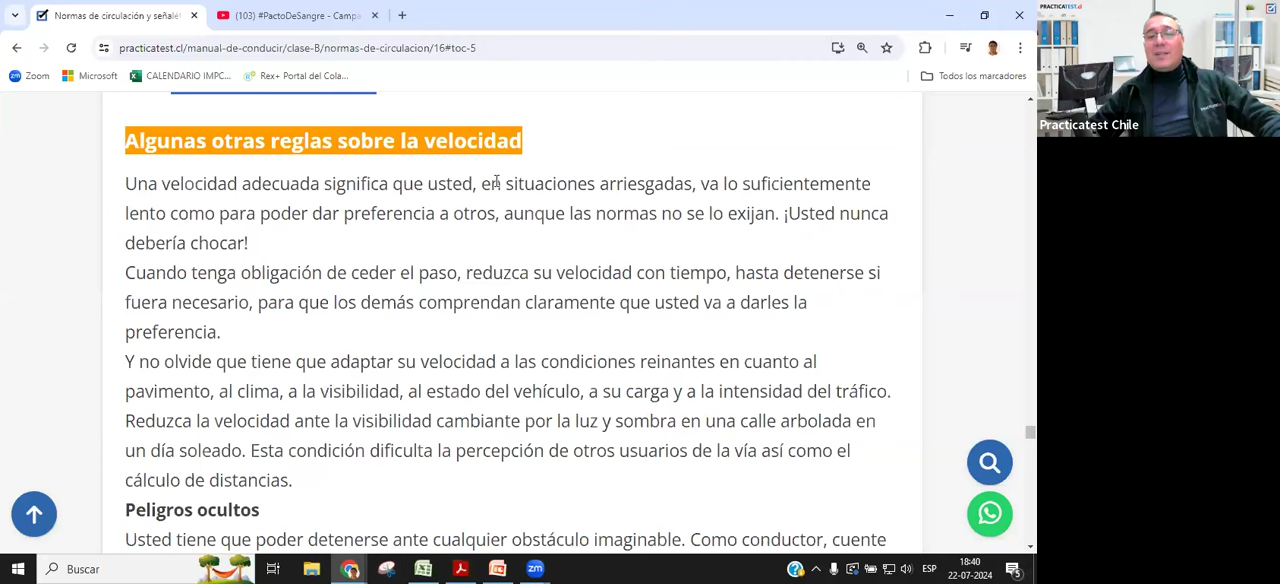 Normas de circulación y señalet
(103) #PactoDeSangre - Campa
practicatest.cl/manual-de-conducir/clase-B/normas-de-circulacion/16#toc-5
Zoom
Microsoft
CALENDARIO IMPC...
Rex+ Portal del Cola...
Todos los marcadores
Algunas otras reglas sobre la velocidad
Una velocidad adecuada significa que usted, en situaciones arriesgadas, va lo suficientemente
lento como para poder dar preferencia a otros, aunque las normas no se lo exijan. ¡Usted nunca
debería chocar!
Cuando tenga obligación de ceder el paso, reduzca su velocidad con tiempo, hasta detenerse si
fuera necesario, para que los demás comprendan claramente que usted va a darles la
preferencia.
Y no olvide que tiene que adaptar su velocidad a las condiciones reinantes en cuanto al
pavimento, al clima, a la visibilidad, al estado del vehículo, a su carga y a la intensidad del tráfico.
Reduzca la velocidad ante la visibilidad cambiante por la luz y sombra en una calle arbolada en
un día soleado. Esta condición dificulta la percepción de otros usuarios de la vía así como el
cálculo de distancias.
Peligros ocultos
Usted tiene que poder detenerse ante cualquier obstáculo imaginable. Como conductor, cuente
PRACTICATEST.cl
Practicatest Chile
Buscar
ESP
18:40
22-07-2024
5